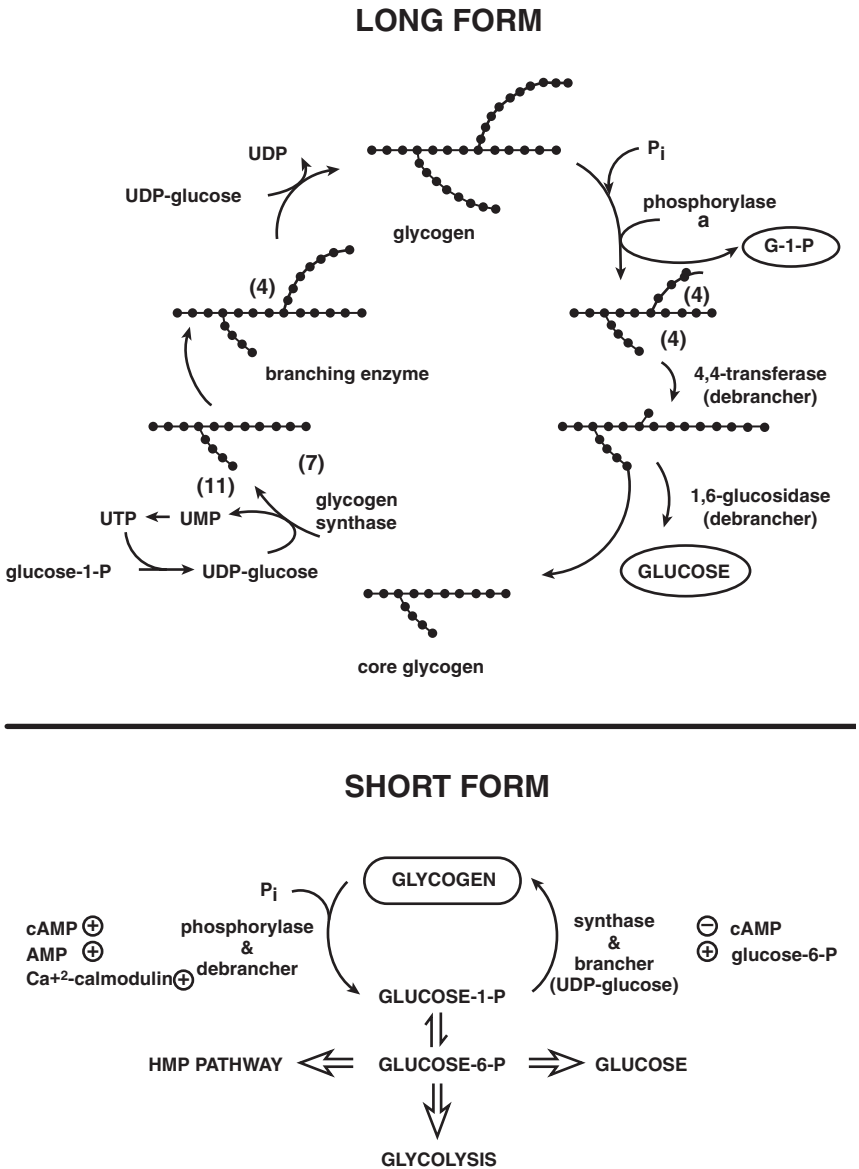 LONG FORM
UDP
UDP-glucose
glycogen
Pi
phosphorylase
a
G-1-P
(4)
branching enzyme
(4)
(4)
4,4-transferase
(debrancher)
(7)
(11)
glycogen
synthase
UTP
UMP
glucose-1-P
UDP-glucose
1,6-glucosidase
(debrancher)
GLUCOSE
core glycogen
SHORT FORM
GLYCOGEN
Pi
phosphorylase
&
debrancher
cAMP +
AMP +
Ca+²-calmodulin +
synthase
&
brancher
(UDP-glucose)
− cAMP
+ glucose-6-P
GLUCOSE-1-P
HMP PATHWAY
GLUCOSE-6-P
GLUCOSE
GLYCOLYSIS